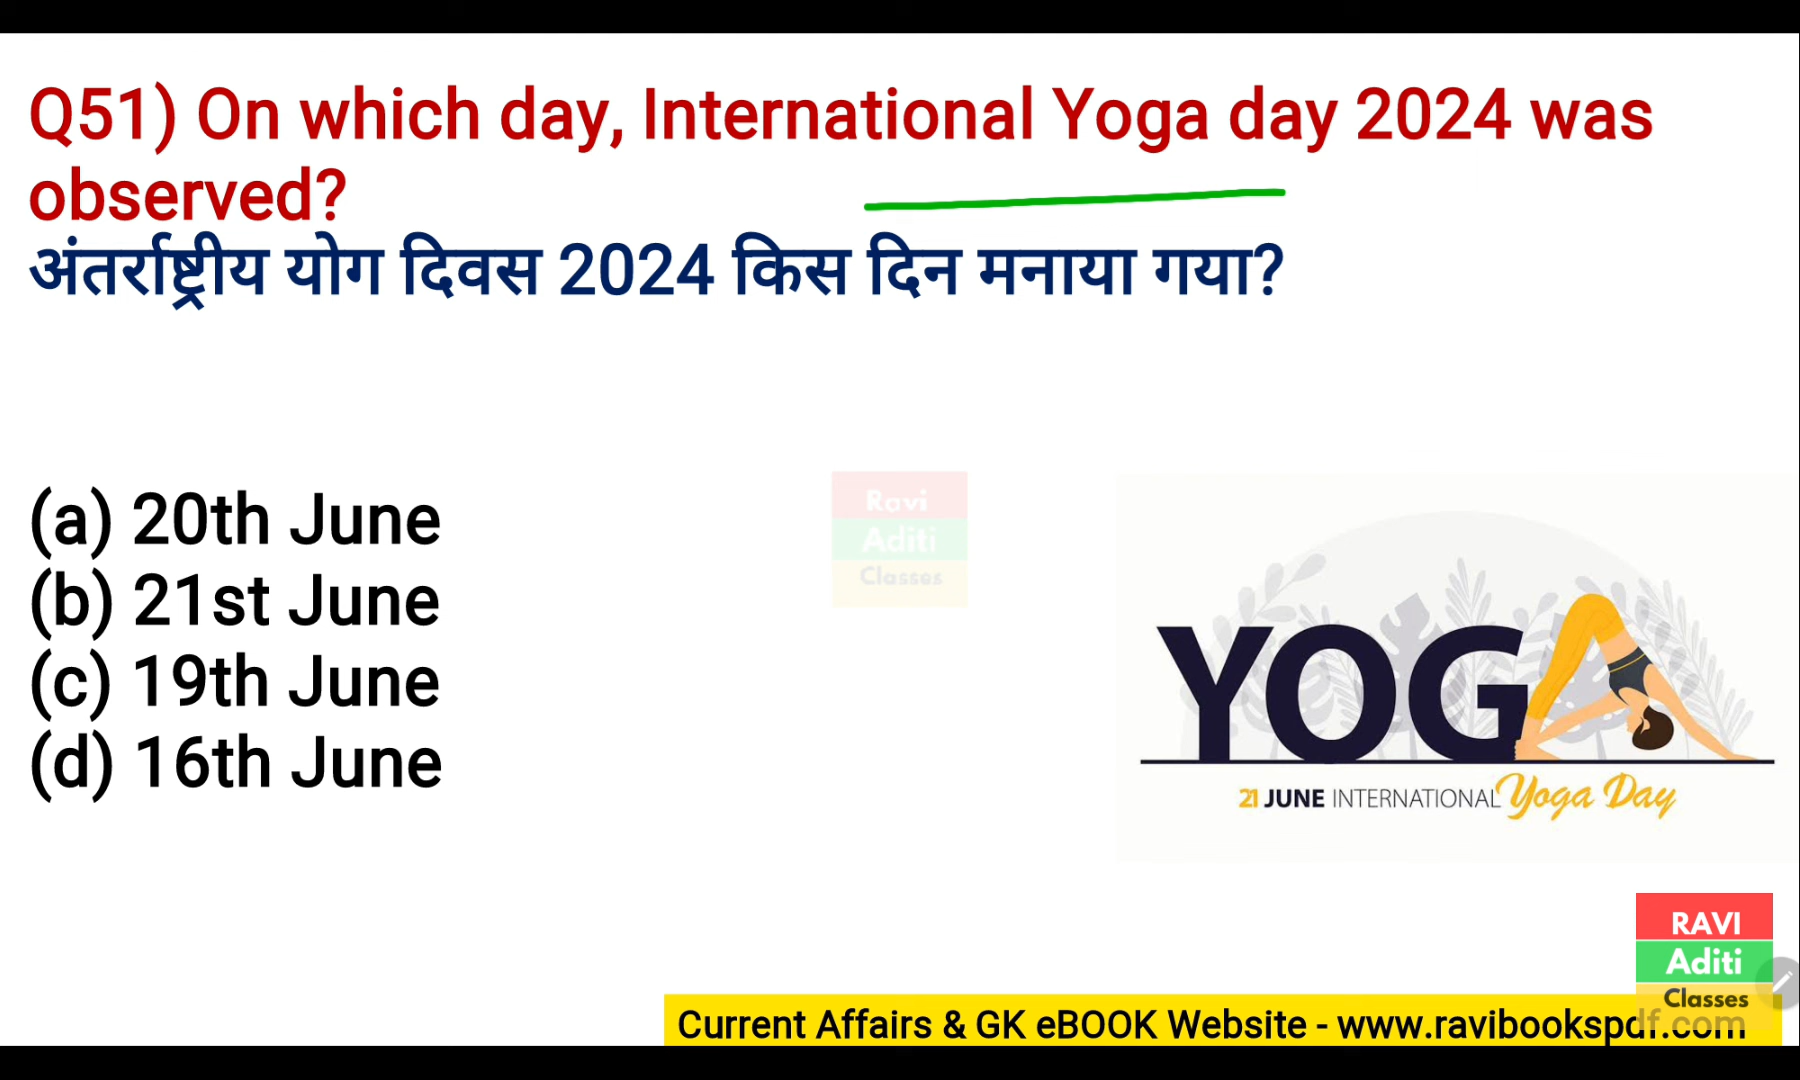 Q51) On which day, International Yoga day 2024 was
observed?
अंतर्राष्ट्रीय योग दिवस 2024 किस दिन मनाया गया?
(a) 20th June
(b) 21st June
(c) 19th June
(d) 16th June
Ravi
Aditi
Classes
YOGA
21 JUNE INTERNATIONAL Yoga Day
RAVI
Aditi
Classes
Current Affairs & GK eBOOK Website - www.ravibookspdf.com